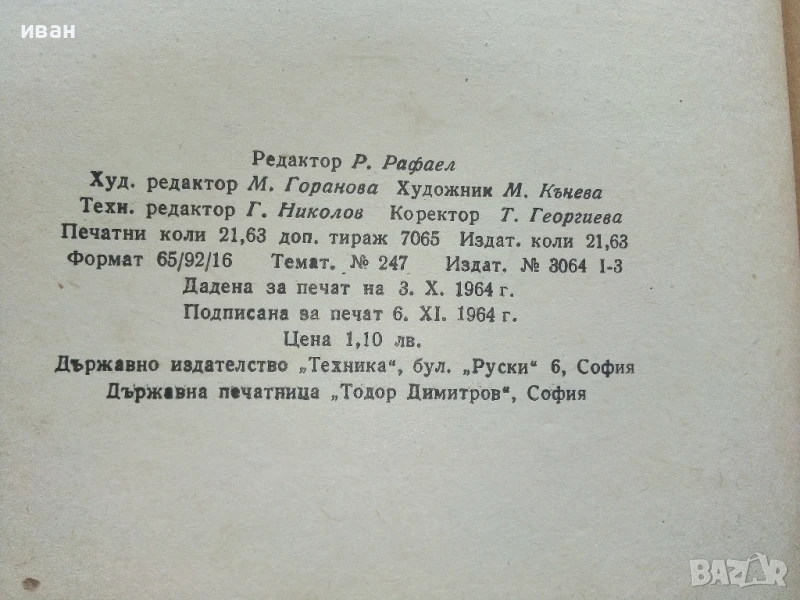 иван
Редактор Р. Рафаел
Худ. редактор М. Горанова Художник М. Кънева
Техн. редактор Г. Николов Коректор Т. Георгиева
Печатни коли 21,63 доп. тираж 7065 Издат. коли 21,63
Формат 65/92/16 Темат. № 247 Издат. № 3064 I-3
Дадена за печат на 3. X. 1964 г.
Подписана за печат 6. XI. 1964 г.
Цена 1,10 лв.
Държавно издателство „Техника“, бул. „Руски“ 6, София
Държавна печатница „Тодор Димитров“, София
BAZAR